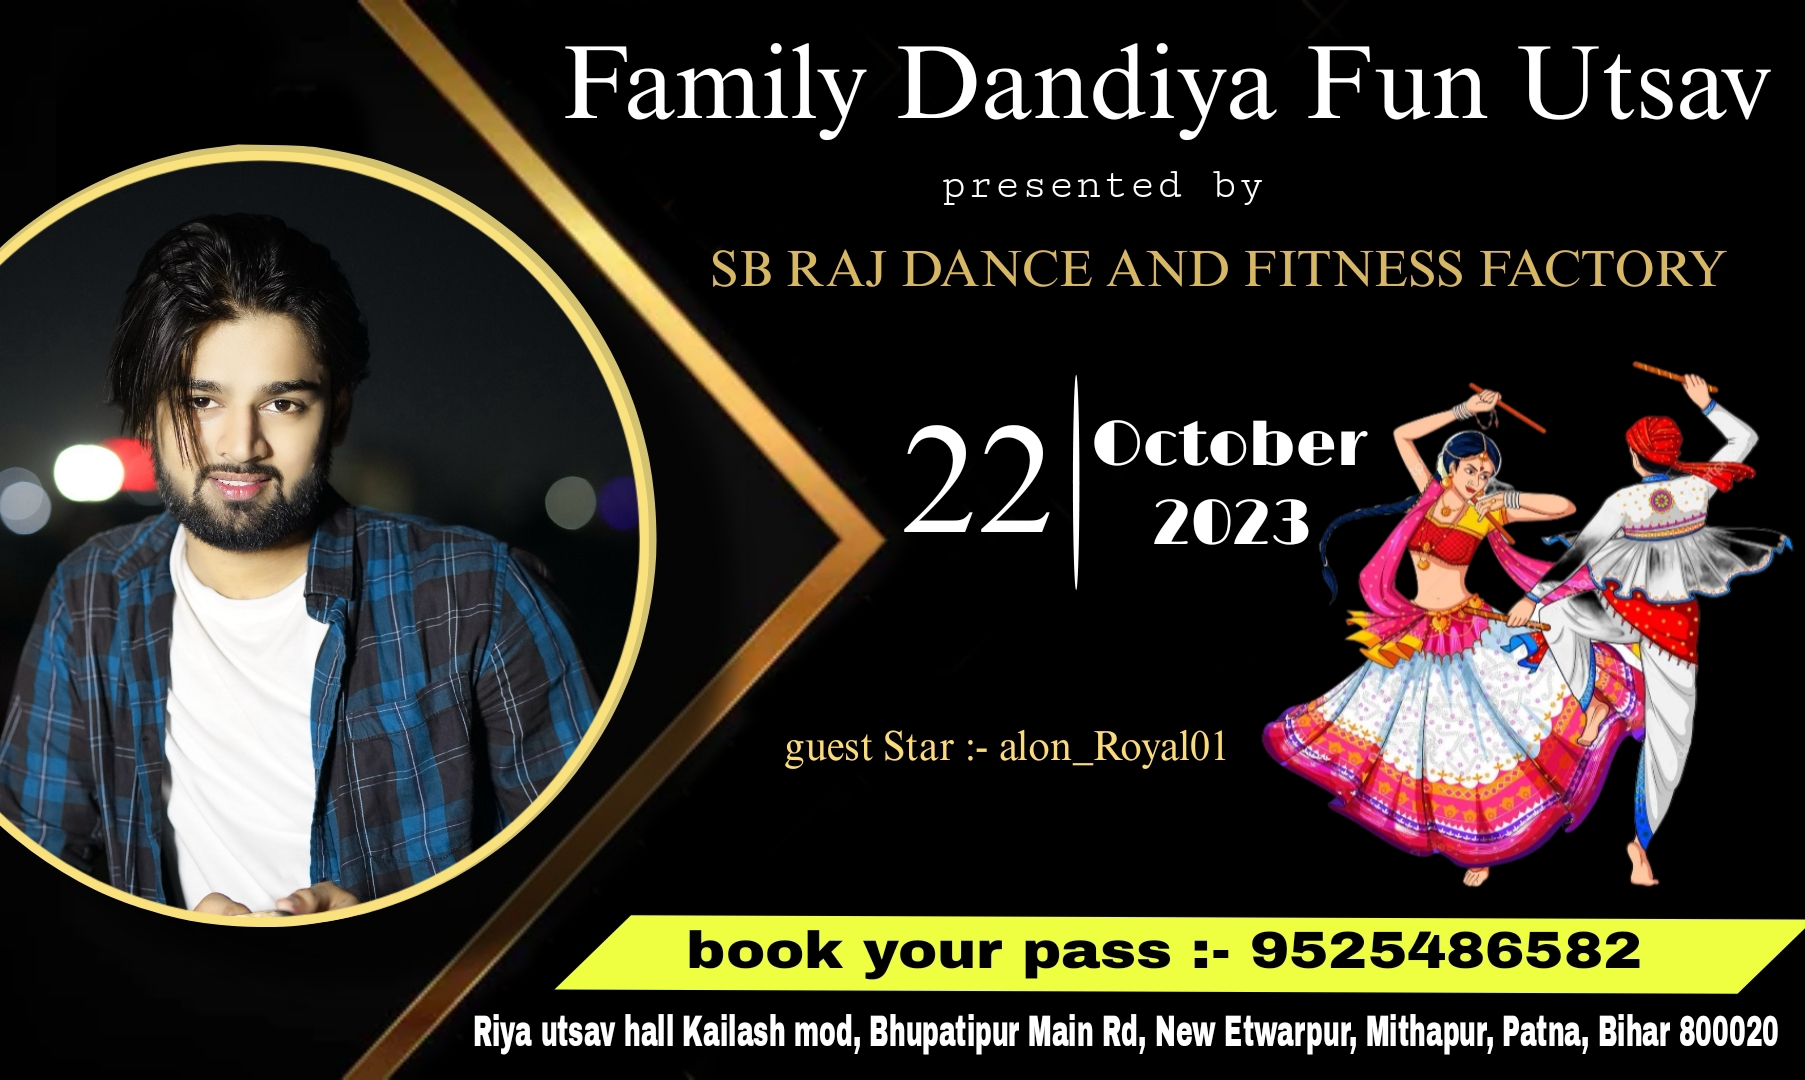 Family Dandiya Fun Utsav
presented by
SB RAJ DANCE AND FITNESS FACTORY
22
October
2023
guest Star :- alon_Royal01
book your pass :- 9525486582
Riya utsav hall Kailash mod, Bhupatipur Main Rd, New Etwarpur, Mithapur, Patna, Bihar 800020